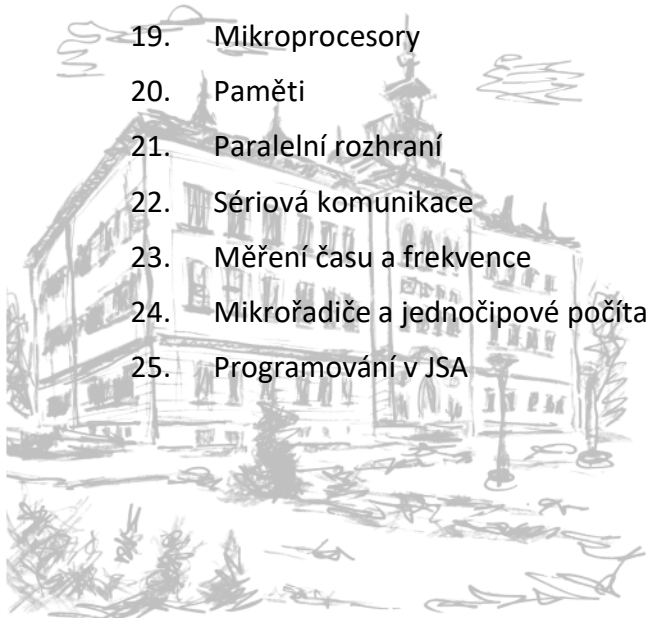 19. Mikroprocesory
20. Paměti
21. Paralelní rozhraní
22. Sériová komunikace
23. Měření času a frekvence
24. Mikrořadiče a jednočipové počíta
25. Programování v JSA